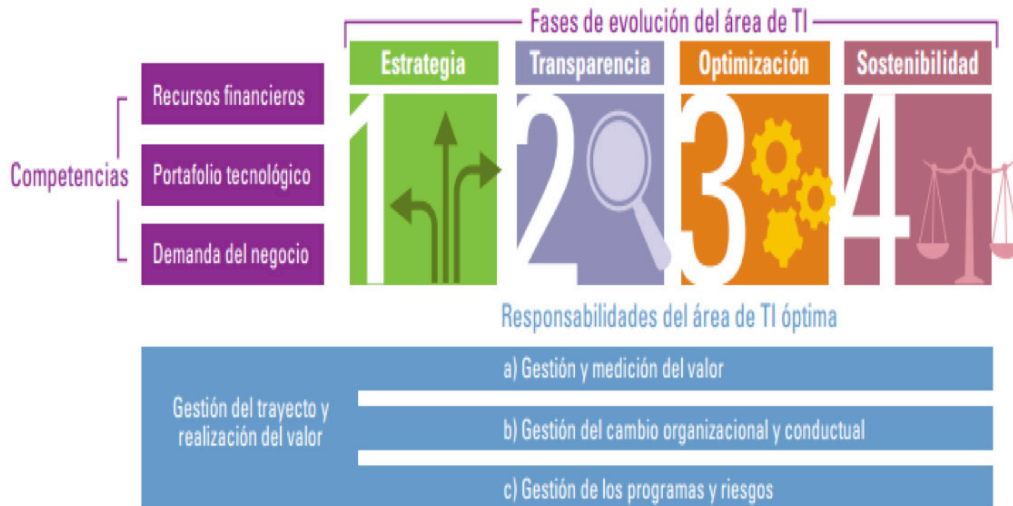 Fases de evolución del área de TI
Estrategia
Transparencia
Optimización
Sostenibilidad
Competencias
Recursos financieros
Portafolio tecnológico
Demanda del negocio
1
2
3
4
Responsabilidades del área de TI óptima
Gestión del trayecto y
realización del valor
a) Gestión y medición del valor
b) Gestión del cambio organizacional y conductual
c) Gestión de los programas y riesgos